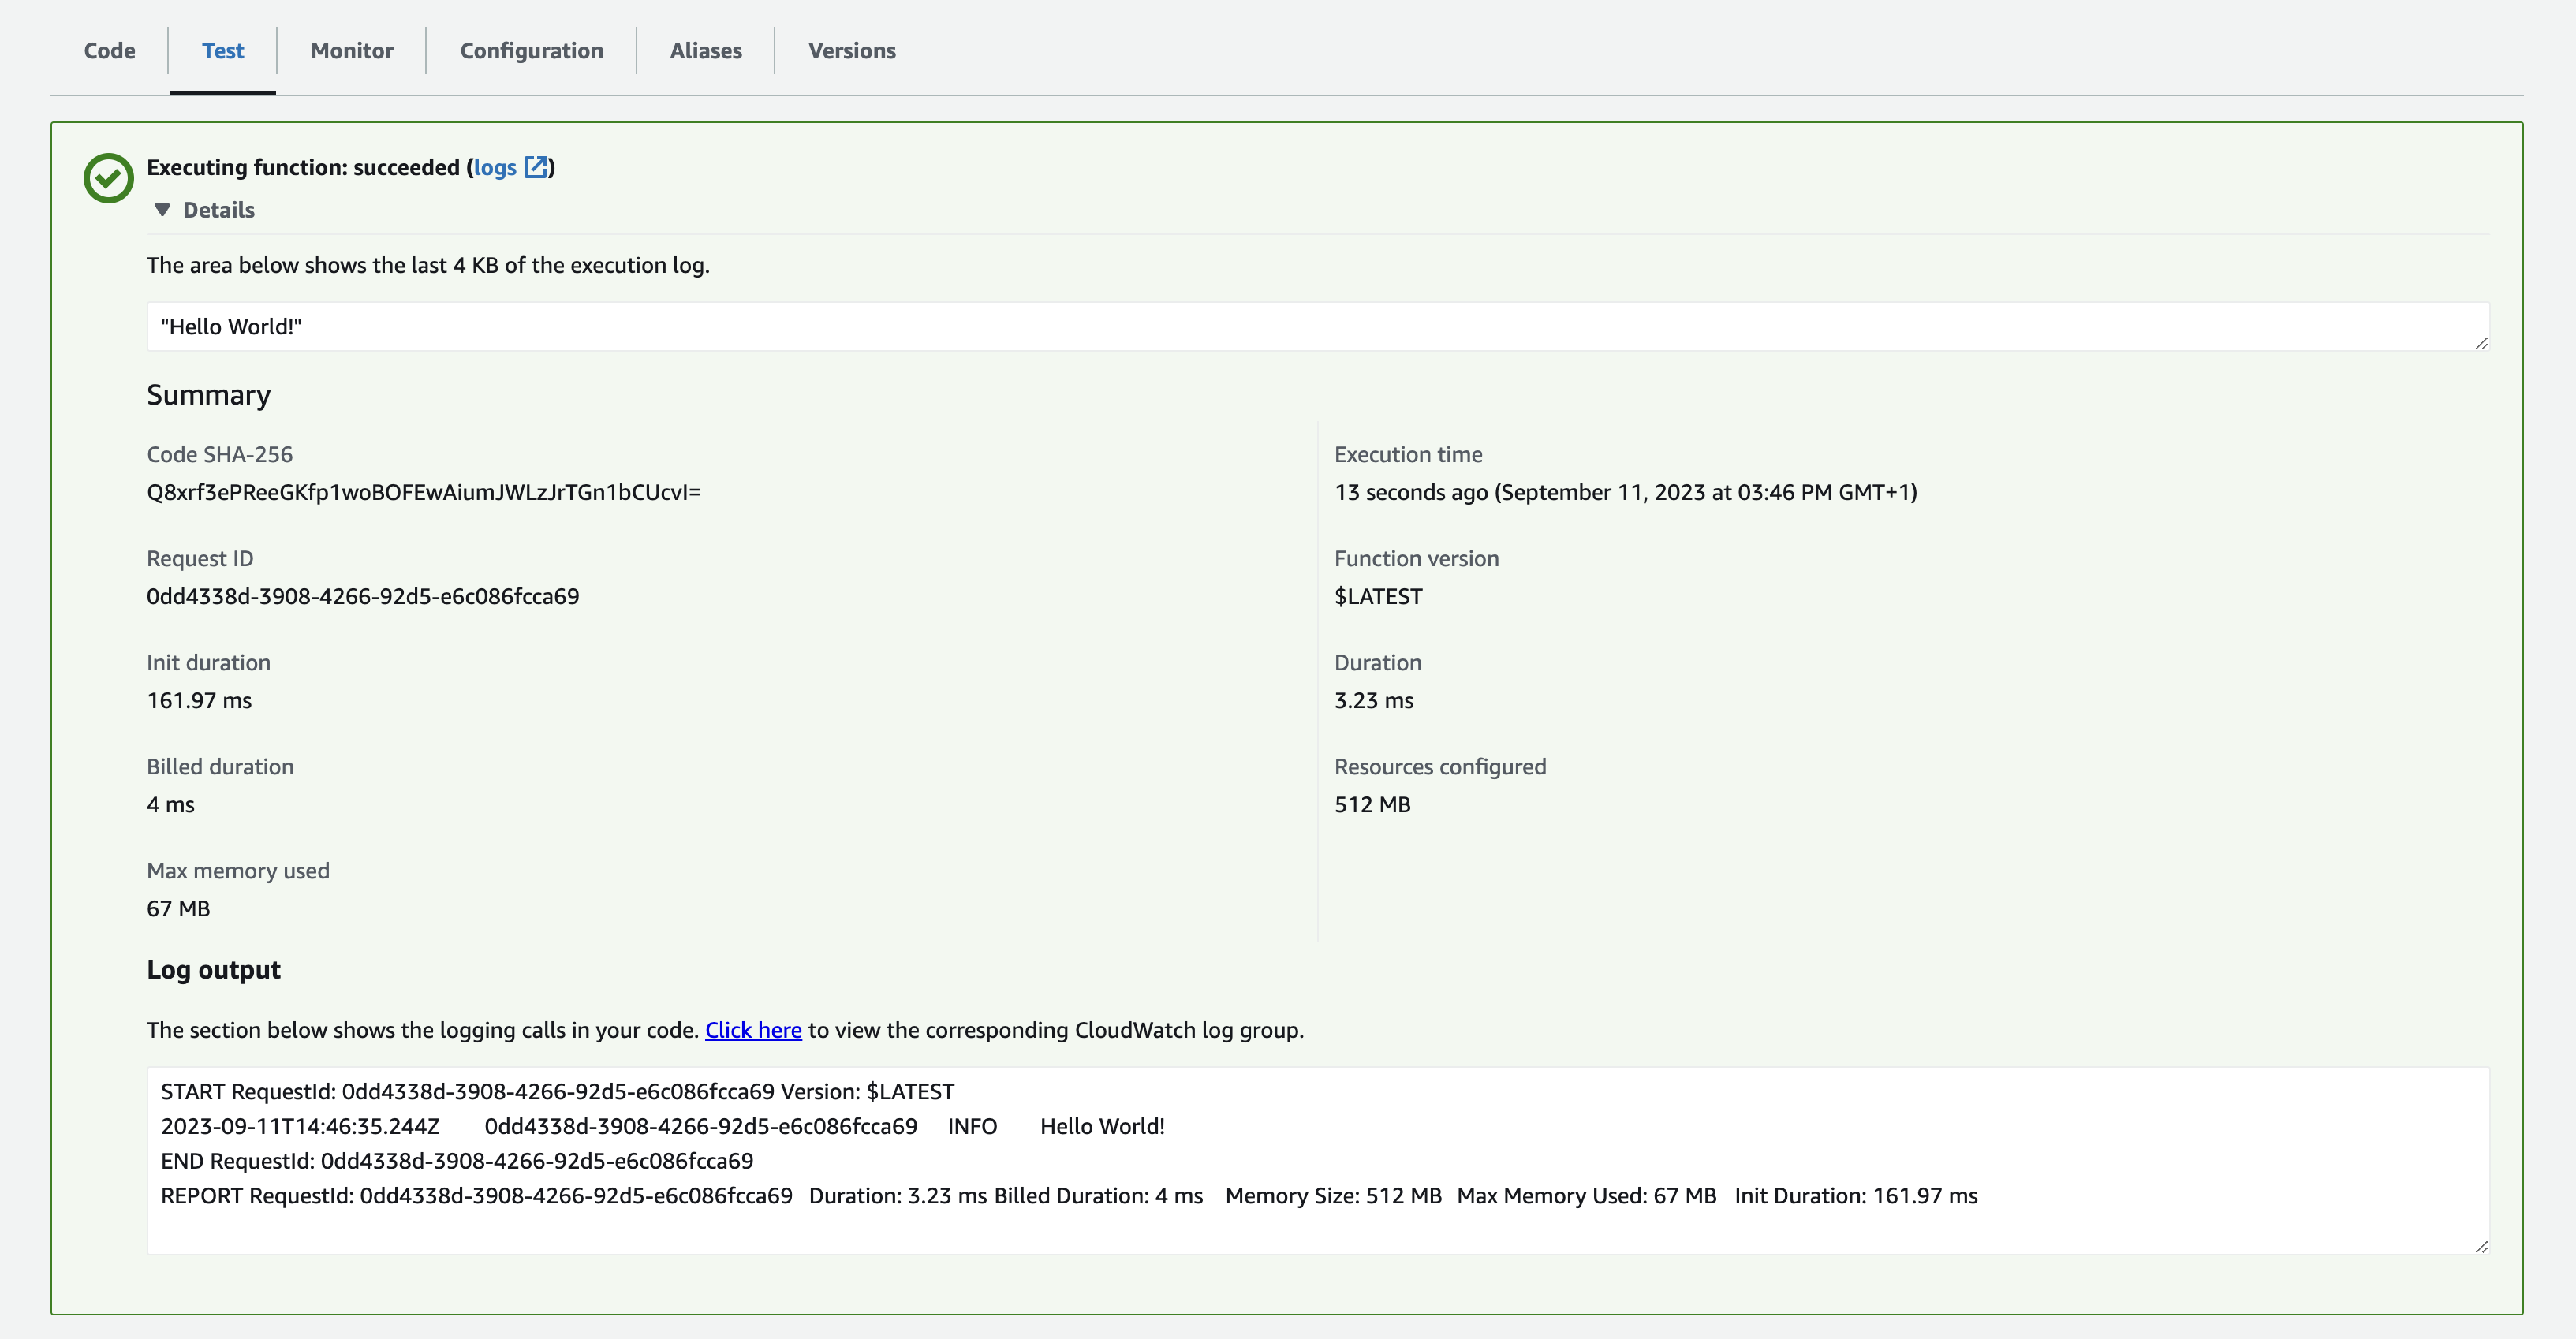 Code Test Monitor Configuration Aliases Versions
Executing function: succeeded (logs)
Details
The area below shows the last 4 KB of the execution log.
"Hello World!"
Summary
Code SHA-256
Q8xrf3ePReeGKfp1woBOFEwAiumJWLzJrTGn1bCUcvI=
Execution time
13 seconds ago (September 11, 2023 at 03:46 PM GMT+1)
Request ID
0dd4338d-3908-4266-92d5-e6c086fcca69
Function version
$LATEST
Init duration
161.97 ms
Duration
3.23 ms
Billed duration
4 ms
Resources configured
512 MB
Max memory used
67 MB
Log output
The section below shows the logging calls in your code. Click here to view the corresponding CloudWatch log group.
START RequestId: 0dd4338d-3908-4266-92d5-e6c086fcca69 Version: $LATEST
2023-09-11T14:46:35.244Z 0dd4338d-3908-4266-92d5-e6c086fcca69 INFO Hello World!
END RequestId: 0dd4338d-3908-4266-92d5-e6c086fcca69
REPORT RequestId: 0dd4338d-3908-4266-92d5-e6c086fcca69 Duration: 3.23 ms Billed Duration: 4 ms Memory Size: 512 MB Max Memory Used: 67 MB Init Duration: 161.97 ms